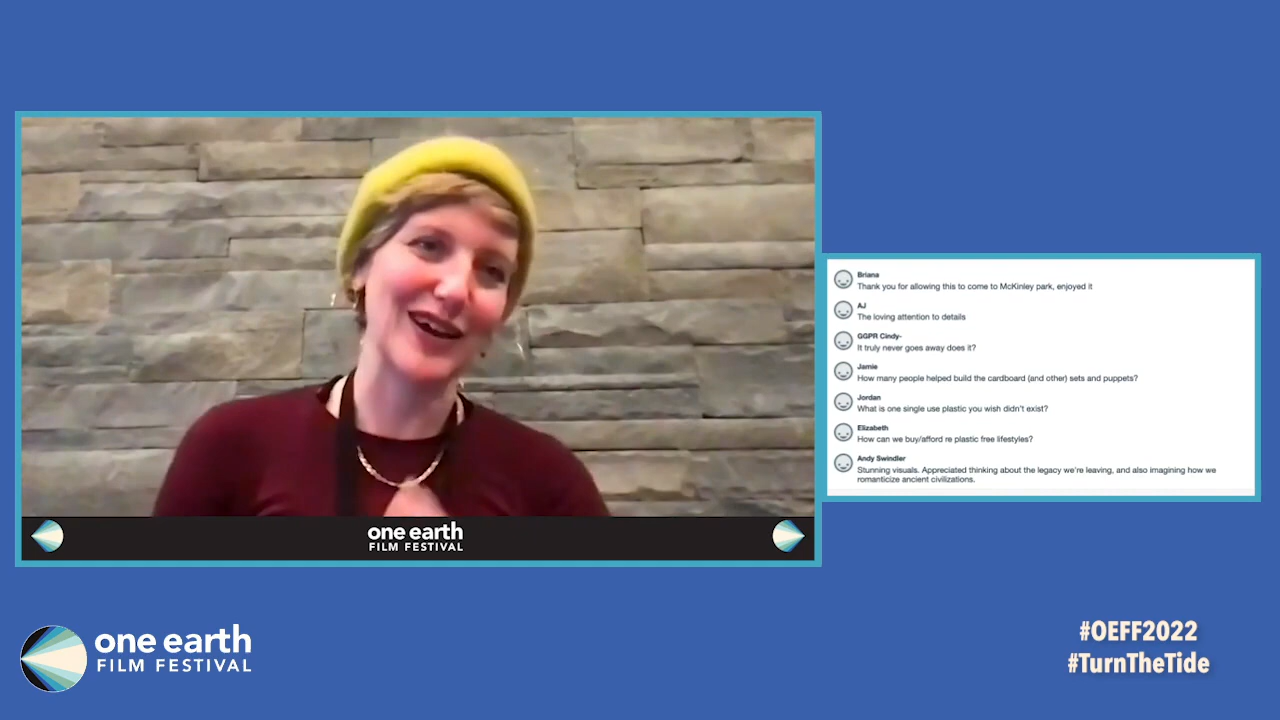 Briana
Thank you for allowing this to come to McKinley park, enjoyed it
AJ
The loving attention to details
GGPR Cindy-
It truly never goes away does it?
Jamie
How many people helped build the cardboard (and other) sets and puppets?
Jordan
What is one single use plastic you wish didn't exist?
Elizabeth
How can we buy/afford re plastic free lifestyles?
Andy Swindler
Stunning visuals. Appreciated thinking about the legacy we're leaving, and also imagining how we
romanticize ancient civilizations.
one earth
FILM FESTIVAL
one earth
FILM FESTIVAL
#OEFF2022
#TurnTheTide